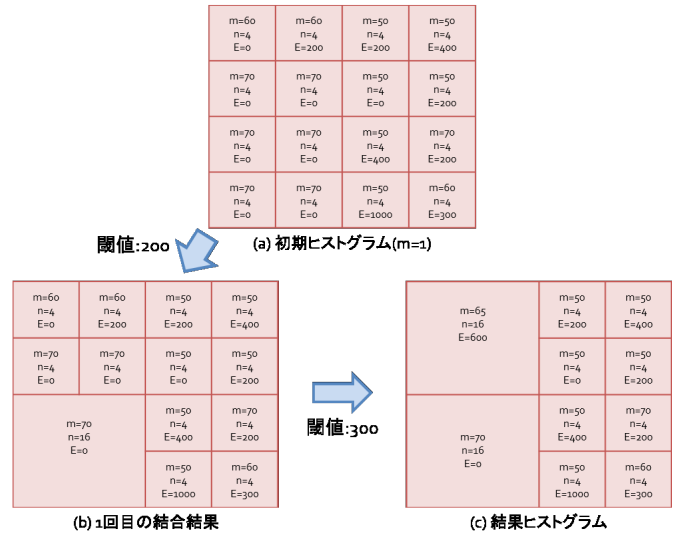 m=60
n=4
E=0
m=60
n=4
E=200
m=50
n=4
E=200
m=50
n=4
E=400
m=70
n=4
E=0
m=70
n=4
E=0
m=50
n=4
E=0
m=50
n=4
E=200
m=70
n=4
E=0
m=70
n=4
E=0
m=50
n=4
E=400
m=70
n=4
E=200
m=70
n=4
E=0
m=70
n=4
E=0
m=50
n=4
E=1000
m=60
n=4
E=300
閾値:200
(a) 初期ヒストグラム(m=1)
m=60
n=4
E=0
m=60
n=4
E=200
m=50
n=4
E=200
m=50
n=4
E=400
m=70
n=4
E=0
m=70
n=4
E=0
m=50
n=4
E=0
m=50
n=4
E=200
m=70
n=16
E=0
m=50
n=4
E=400
m=70
n=4
E=200
m=50
n=4
E=1000
m=60
n=4
E=300
(b) 1回目の結合結果
閾値:300
m=65
n=16
E=600
m=50
n=4
E=200
m=50
n=4
E=400
m=50
n=4
E=0
m=50
n=4
E=200
m=70
n=16
E=0
m=50
n=4
E=400
m=70
n=4
E=200
m=50
n=4
E=1000
m=60
n=4
E=300
(c) 結果ヒストグラム